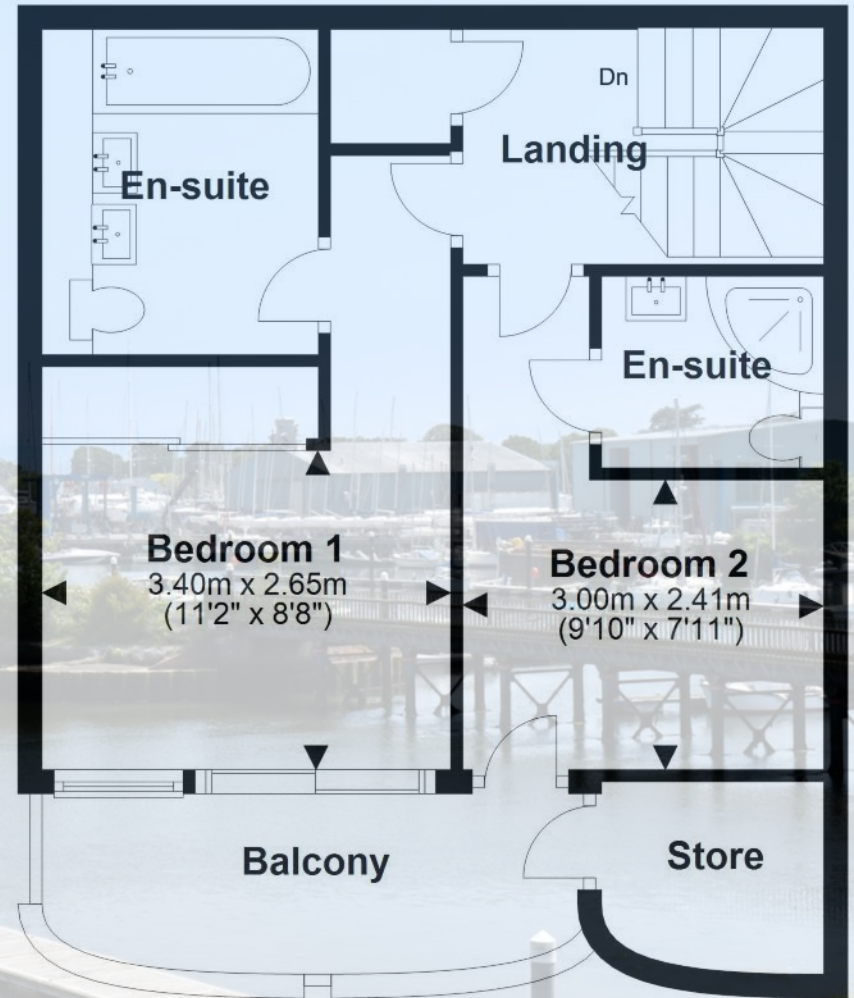 Dn
Landing
En-suite
En-suite
Bedroom 1
3.40m x 2.65m
(11'2" x 8'8")
Bedroom 2
3.00m x 2.41m
(9'10" x 7'11")
Balcony
Store